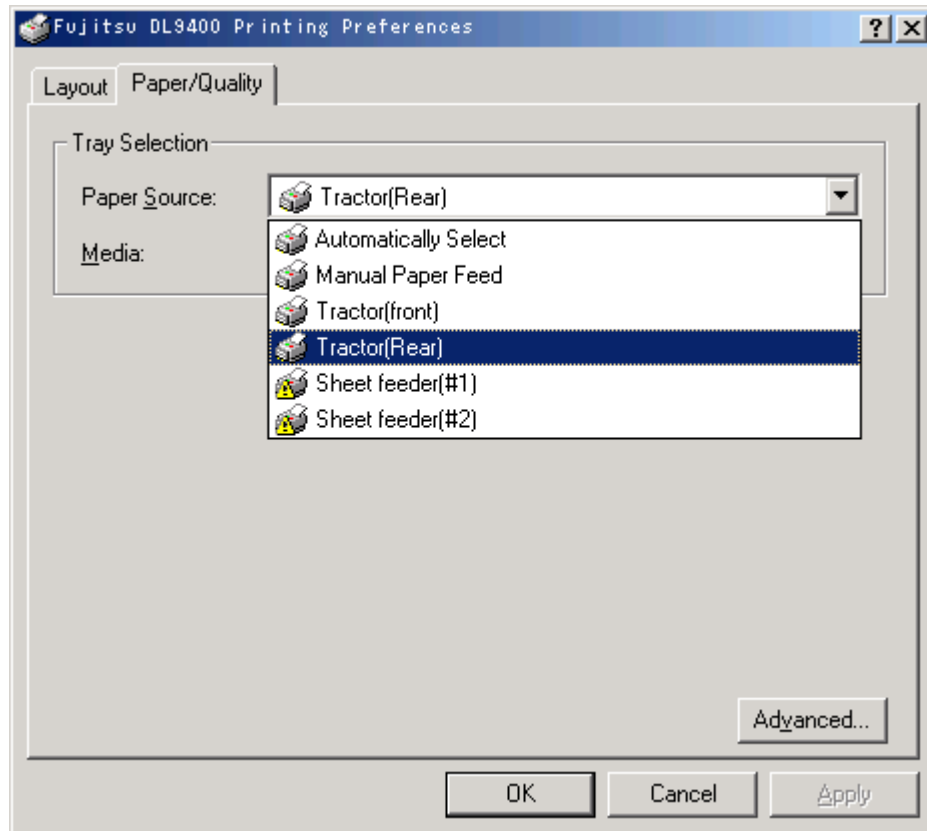 Fujitsu DL9400 Printing Preferences
Layout Paper/Quality
Tray Selection
Paper Source: Tractor(Rear)
Media:
Automatically Select
Manual Paper Feed
Tractor(front)
Tractor(Rear)
Sheet feeder(#1)
Sheet feeder(#2)
Advanced...
OK Cancel Apply